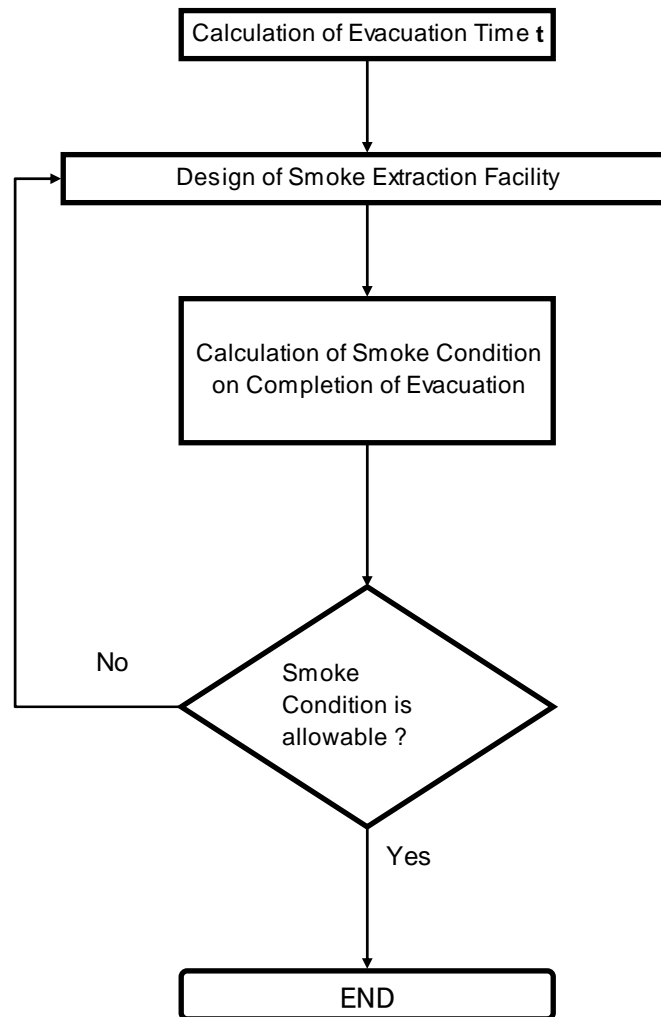 Calculation of Evacuation Time t
Design of Smoke Extraction Facility
Calculation of Smoke Condition
on Completion of Evacuation
No
Smoke
Condition is
allowable ?
Yes
END